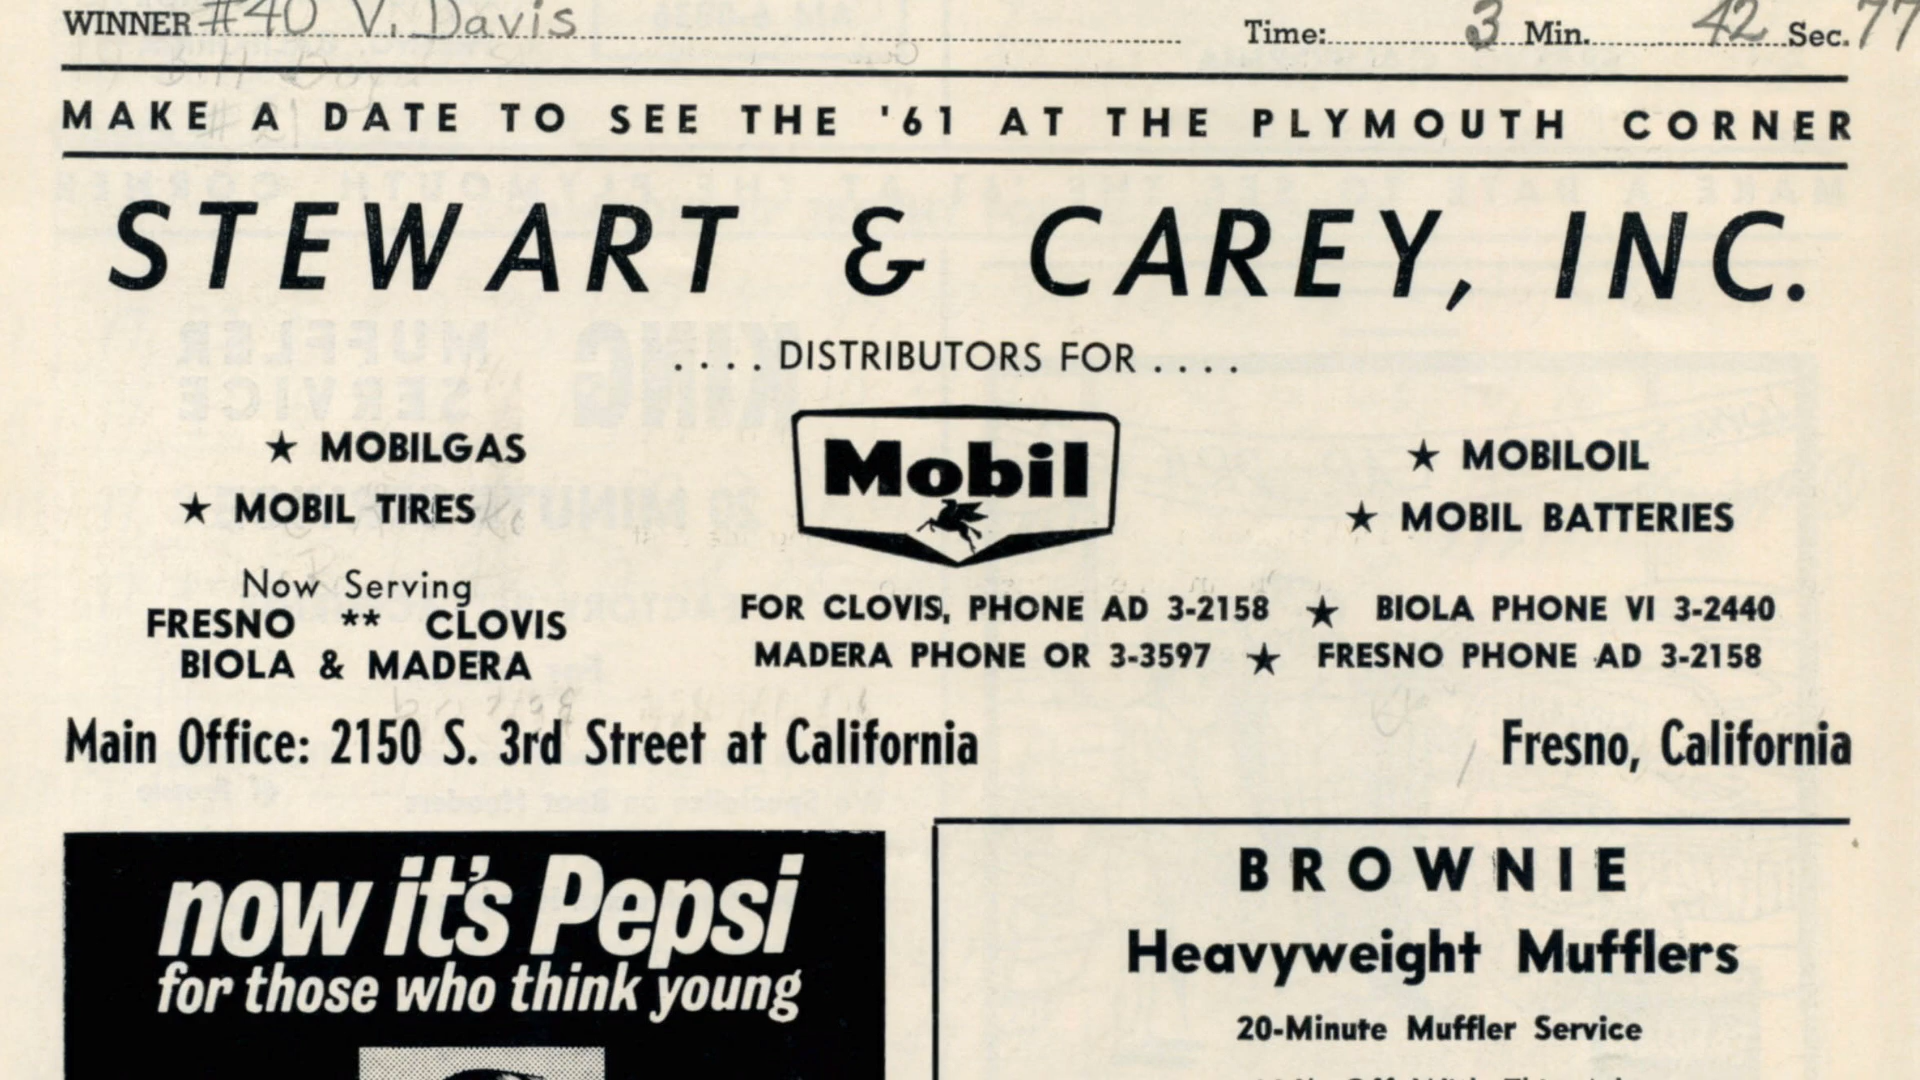 WINNER #40 V. Davis Time: 3 Min. 42 Sec. 77
MAKE A DATE TO SEE THE '61 AT THE PLYMOUTH CORNER
STEWART & CAREY, INC.
.... DISTRIBUTORS FOR ....
★ MOBILGAS
★ MOBIL TIRES
Mobil
★ MOBILOIL
★ MOBIL BATTERIES
Now Serving
FRESNO ** CLOVIS
BIOLA & MADERA
FOR CLOVIS, PHONE AD 3-2158 ★ BIOLA PHONE VI 3-2440
MADERA PHONE OR 3-3597 ★ FRESNO PHONE AD 3-2158
Main Office: 2150 S. 3rd Street at California Fresno, California
now it's Pepsi
for those who think young
BROWNIE
Heavyweight Mufflers
20-Minute Muffler Service